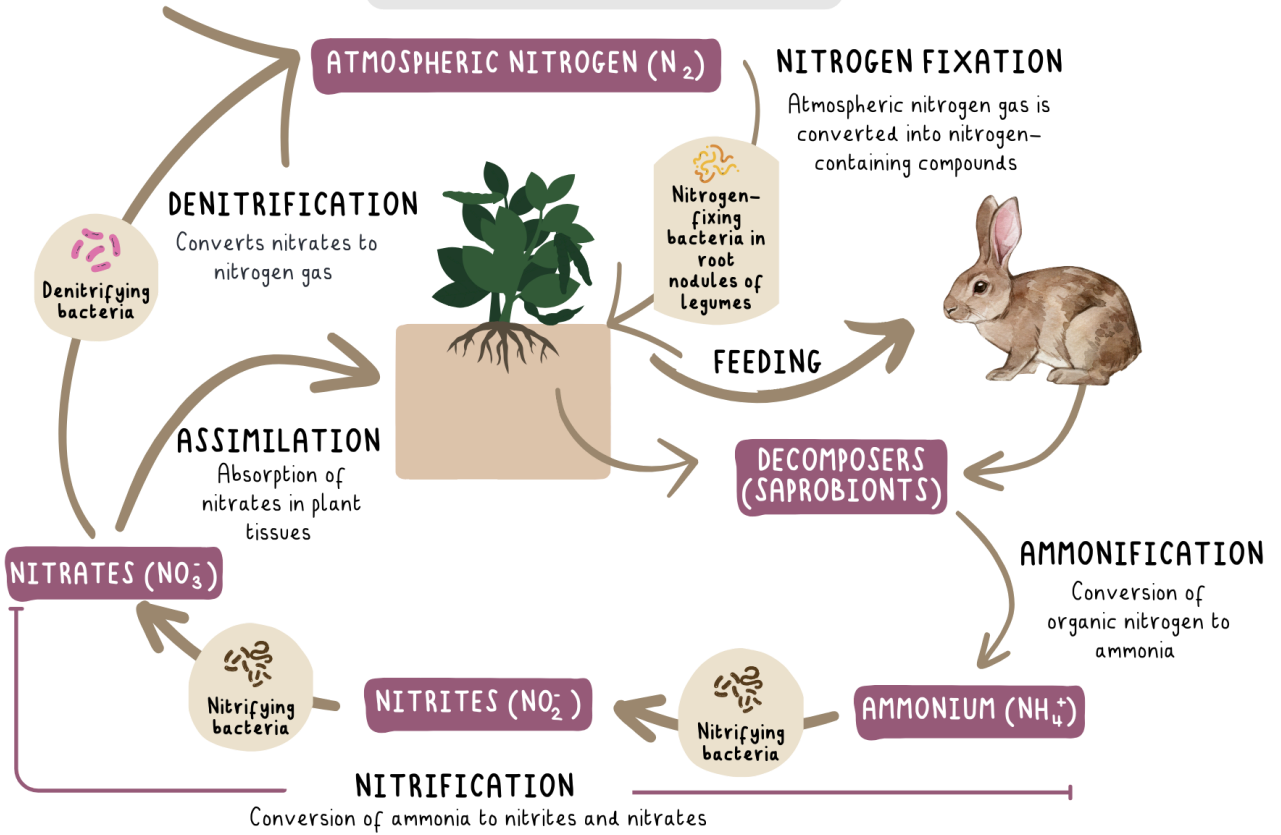 ATMOSPHERIC NITROGEN (N₂)
NITROGEN FIXATION
Atmospheric nitrogen gas is
converted into nitrogen-
containing compounds
Nitrogen-
fixing
bacteria in
root
nodules of
legumes
DENITRIFICATION
Converts nitrates to
nitrogen gas
Denitrifying
bacteria
FEEDING
ASSIMILATION
Absorption of
nitrates in plant
tissues
DECOMPOSERS
(SAPROBIONTS)
AMMONIFICATION
Conversion of
organic nitrogen to
ammonia
NITRATES (NO₃⁻)
Nitrifying
bacteria
NITRITES (NO₂⁻)
Nitrifying
bacteria
AMMONIUM (NH₄⁺)
NITRIFICATION
Conversion of ammonia to nitrites and nitrates